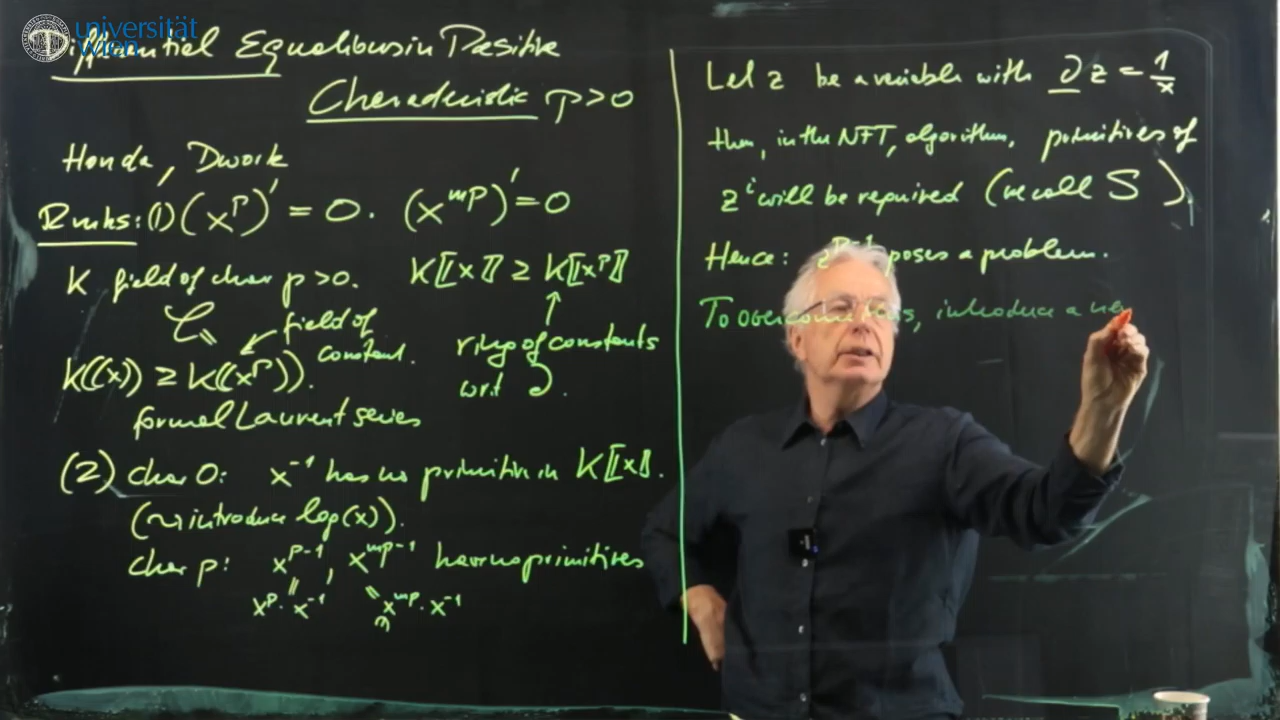 universität
wien
Differential Equations in Positive
Characteristic p>0
Honda, Dwork
Rmks: (1) (x^p)' = 0. (x^{mp})' = 0
K field of char p>0. K[[x]] ≥ K[[x^p]]
field of
constant.
ring of constants
wrt ∂.
K((x)) ≥ K((x^p)).
formal Laurent series
(2) char 0: x^{-1} has no primitive in K[[x]].
(~> introduce log(x)).
char p: x^{p-1}, x^{mp-1} have no primitives
x^p. x^{-1} x^{mp}. x^{-1}
Let z be a variable with ∂z = 1/x
then, in the NFT, algorithm, primitives of
z^i will be required (recall S).
Hence: poses a problem.
To overcome this, introduce a new